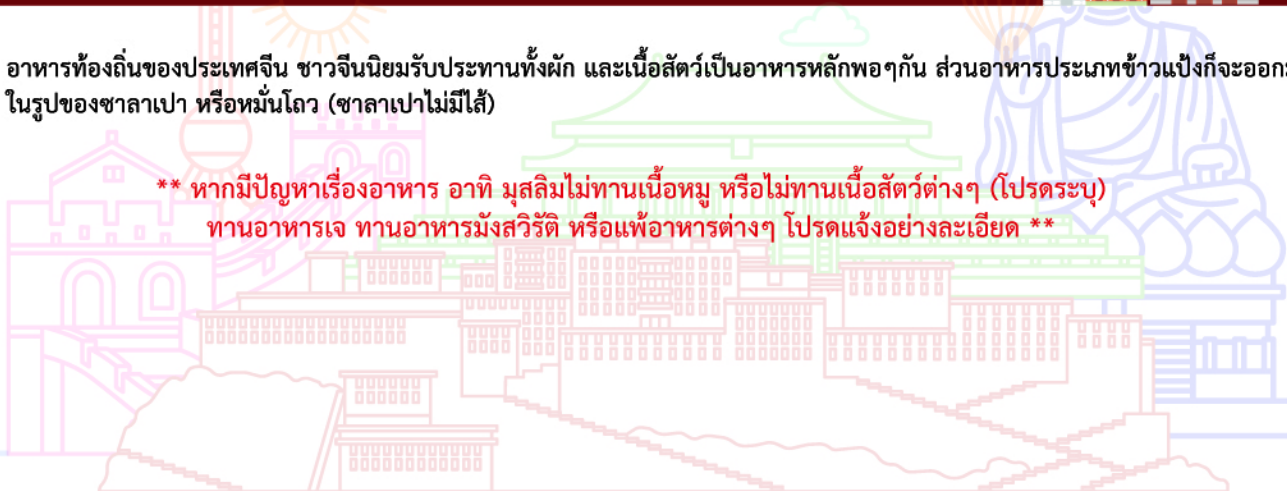 อาหารท้องถิ่นของประเทศจีน ชาวจีนนิยมรับประทานทั้งผัก และเนื้อสัตว์เป็นอาหารหลักพอๆกัน ส่วนอาหารประเภทข้าวแป้งก็จะออก
ในรูปของซาลาเปา หรือหมั่นโถว (ซาลาเปาไม่มีไส้)
** หากมีปัญหาเรื่องอาหาร อาทิ มุสลิมไม่ทานเนื้อหมู หรือไม่ทานเนื้อสัตว์ต่างๆ (โปรดระบุ)
ทานอาหารเจ ทานอาหารมังสวิรัติ หรือแพ้อาหารต่างๆ โปรดแจ้งอย่างละเอียด **